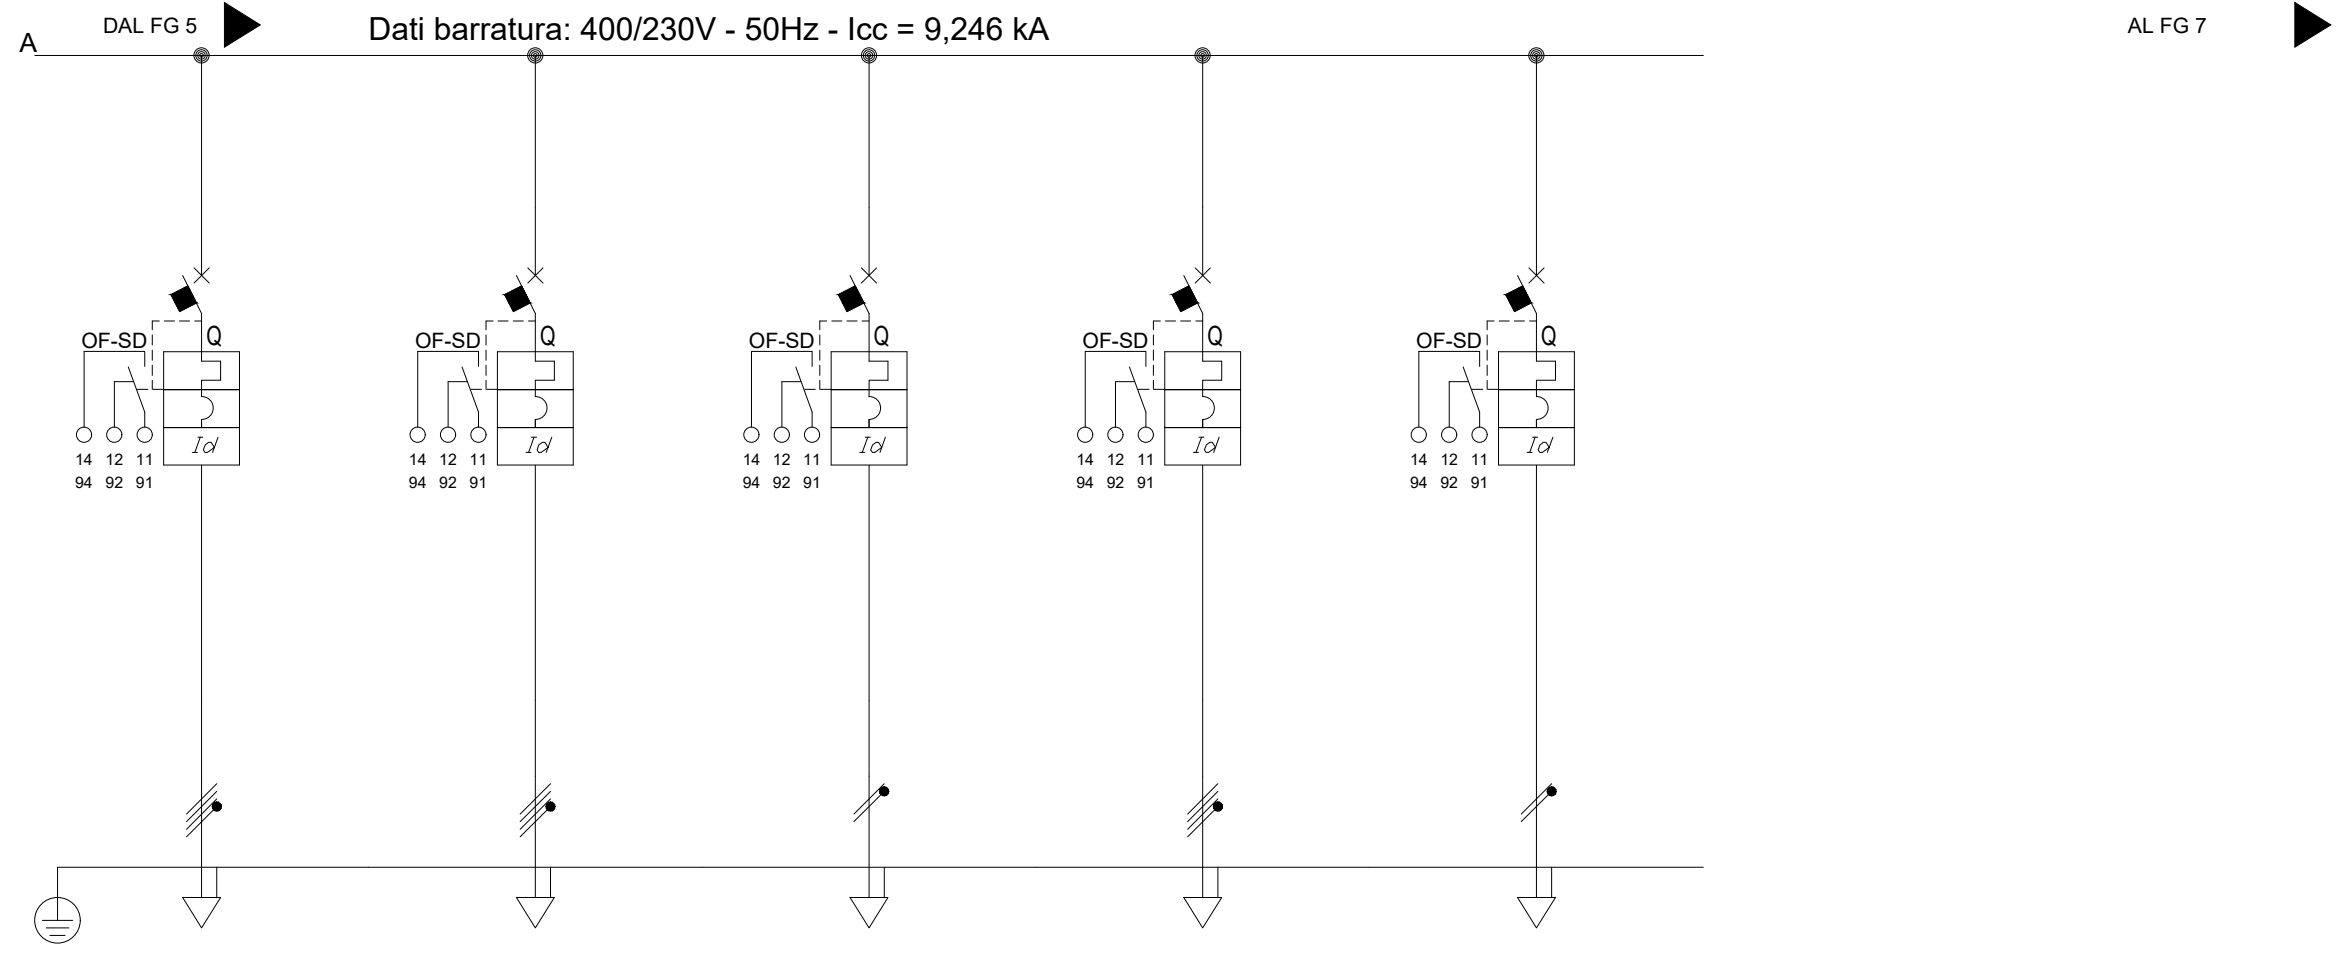 DAL FG 5 Dati barratura: 400/230V - 50Hz - Icc = 9,246 kA AL FG 7
A
Q Q Q Q Q
OF-SD OF-SD OF-SD OF-SD OF-SD
Id Id Id Id Id
14 12 11 14 12 11 14 12 11 14 12 11 14 12 11
94 92 91 94 92 91 94 92 91 94 92 91 94 92 91